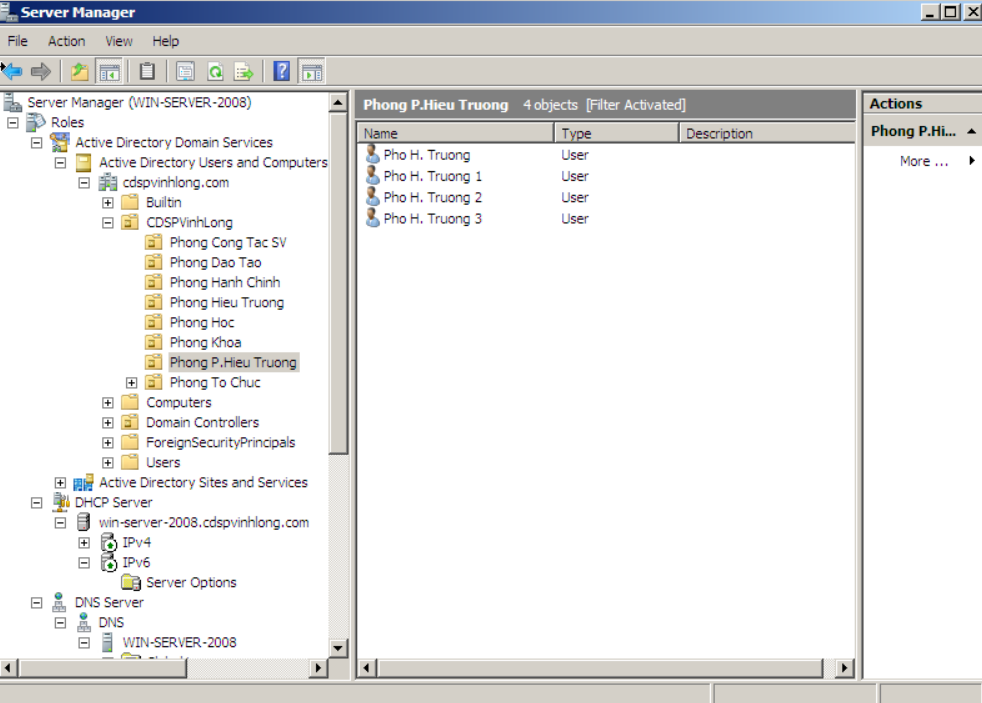 Server Manager
File Action View Help
Server Manager (WIN-SERVER-2008)
Roles
Active Directory Domain Services
Active Directory Users and Computers
cdspvinhlong.com
Builtin
CDSPVinhLong
Phong Cong Tac SV
Phong Dao Tao
Phong Hanh Chinh
Phong Hieu Truong
Phong Hoc
Phong Khoa
Phong P.Hieu Truong
Phong To Chuc
Computers
Domain Controllers
ForeignSecurityPrincipals
Users
Active Directory Sites and Services
DHCP Server
win-server-2008.cdspvinhlong.com
IPv4
IPv6
Server Options
DNS Server
DNS
WIN-SERVER-2008
Phong P.Hieu Truong 4 objects [Filter Activated]
Name Type Description
Pho H. Truong User
Pho H. Truong 1 User
Pho H. Truong 2 User
Pho H. Truong 3 User
Actions
Phong P.Hi...
More ...